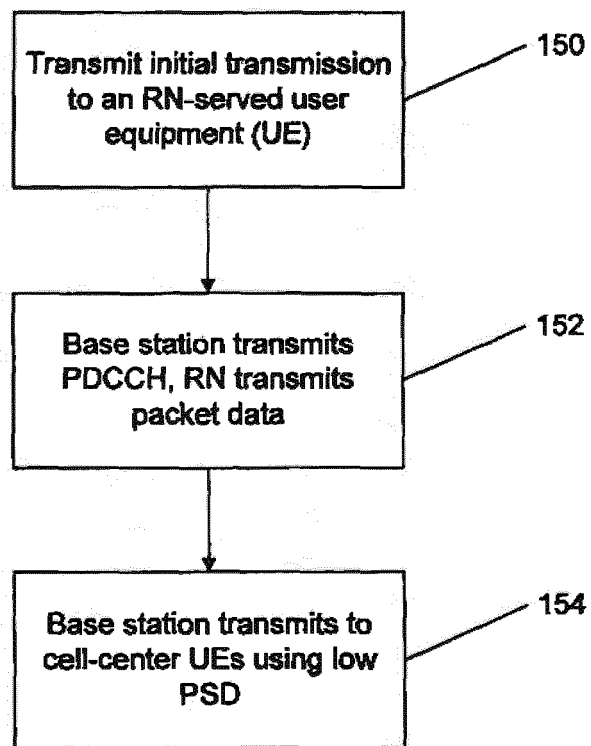 Transmit initial transmission
to an RN-served user
equipment (UE)
150
Base station transmits
PDCCH, RN transmits
packet data
152
Base station transmits to
cell-center UEs using low
PSD
154